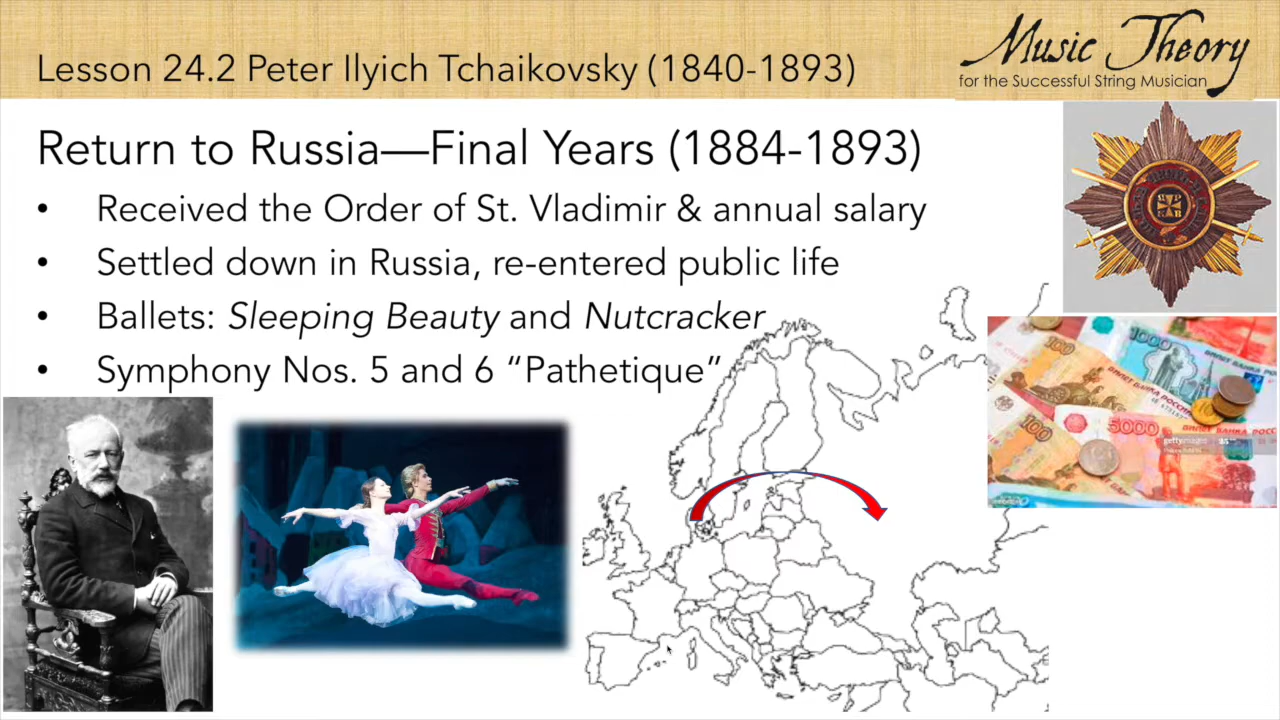 Lesson 24.2 Peter Ilyich Tchaikovsky (1840-1893)
Music Theory
for the Successful String Musician
Return to Russia—Final Years (1884-1893)
• Received the Order of St. Vladimir & annual salary
• Settled down in Russia, re-entered public life
• Ballets: Sleeping Beauty and Nutcracker
• Symphony Nos. 5 and 6 “Pathetique”
1000
100
5000
100
gettyimages